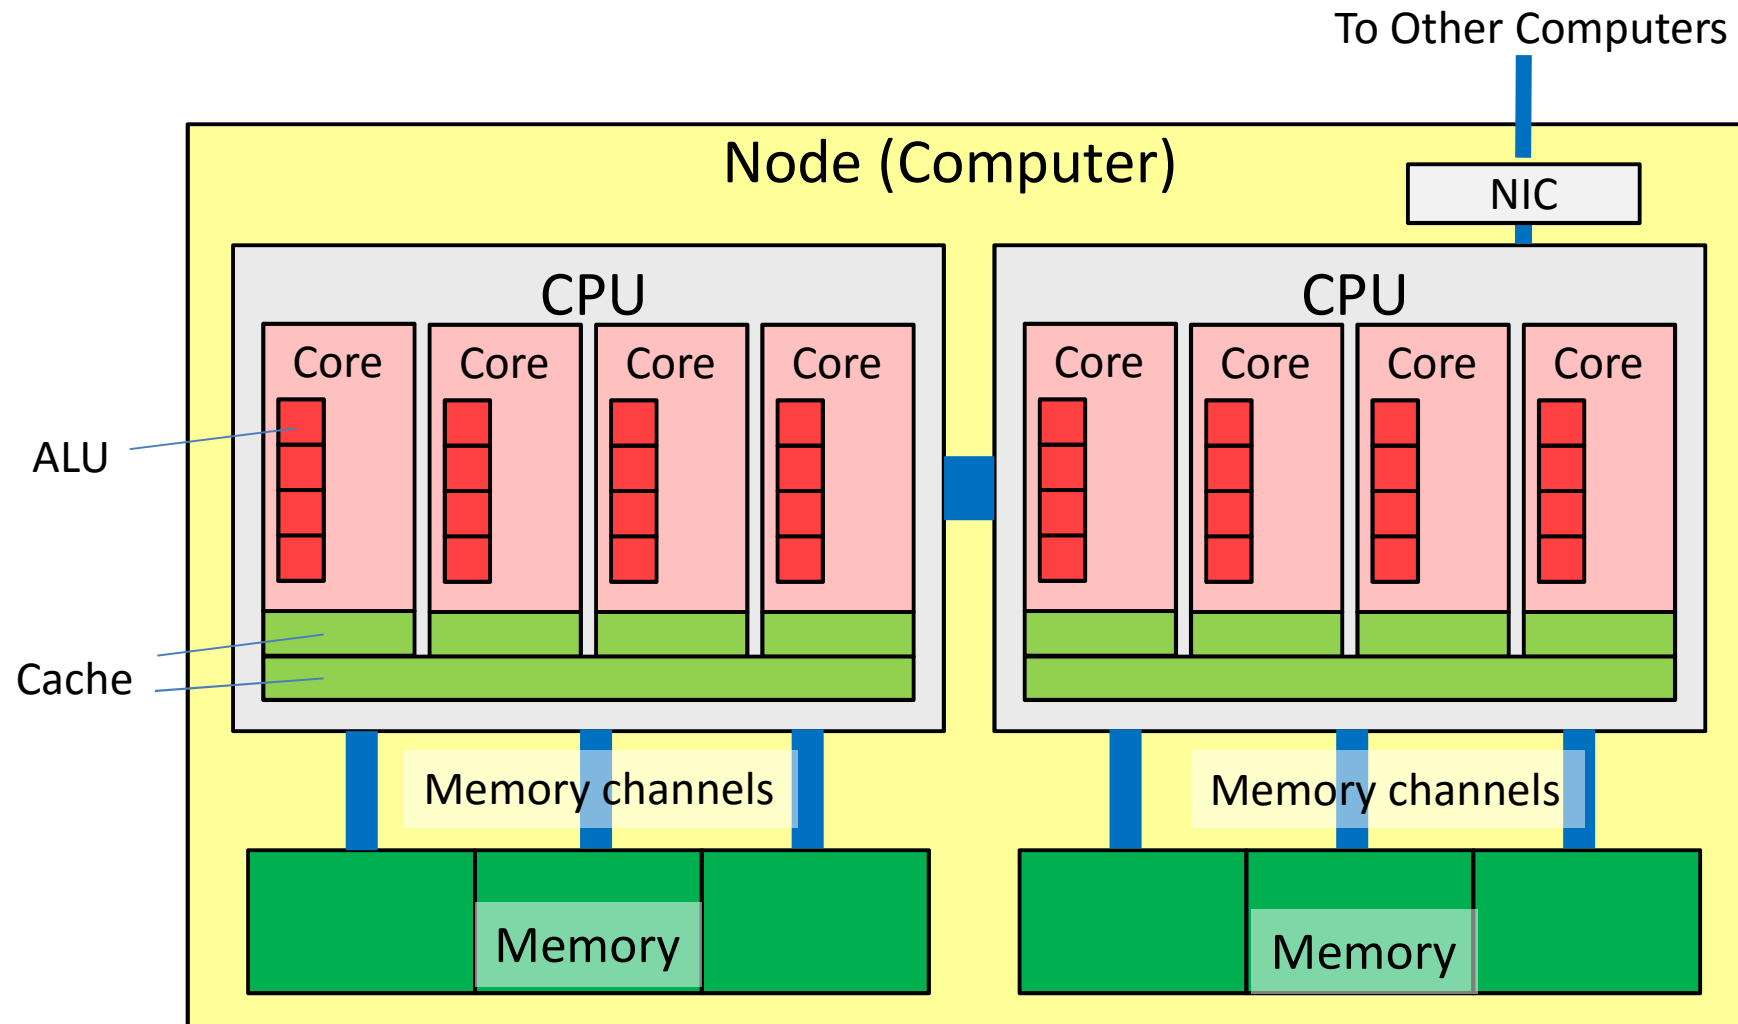 To Other Computers
Node (Computer)
NIC
CPU
CPU
Core
Core
Core
Core
Core
Core
Core
Core
ALU
Cache
Memory channels
Memory channels
Memory
Memory